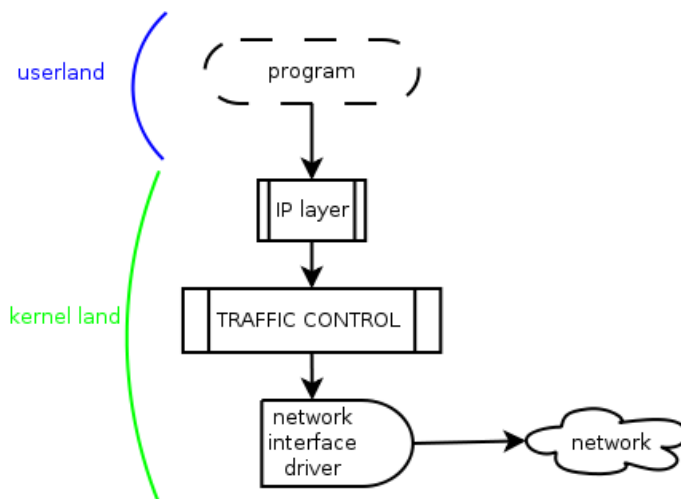 userland
program
IP layer
kernel land
TRAFFIC CONTROL
network
interface
driver
network